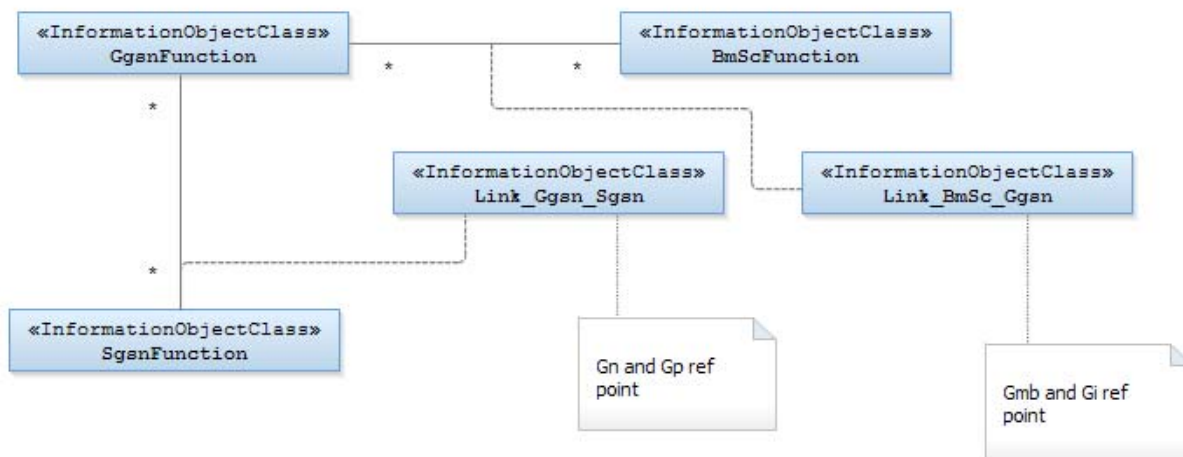 «InformationObjectClass»
GgsnFunction
«InformationObjectClass»
BmScFunction
*
*
*
«InformationObjectClass»
Link_Ggsn_Sgsn
«InformationObjectClass»
Link_BmSc_Ggsn
*
«InformationObjectClass»
SgsnFunction
Gn and Gp ref
point
Gmb and Gi ref
point